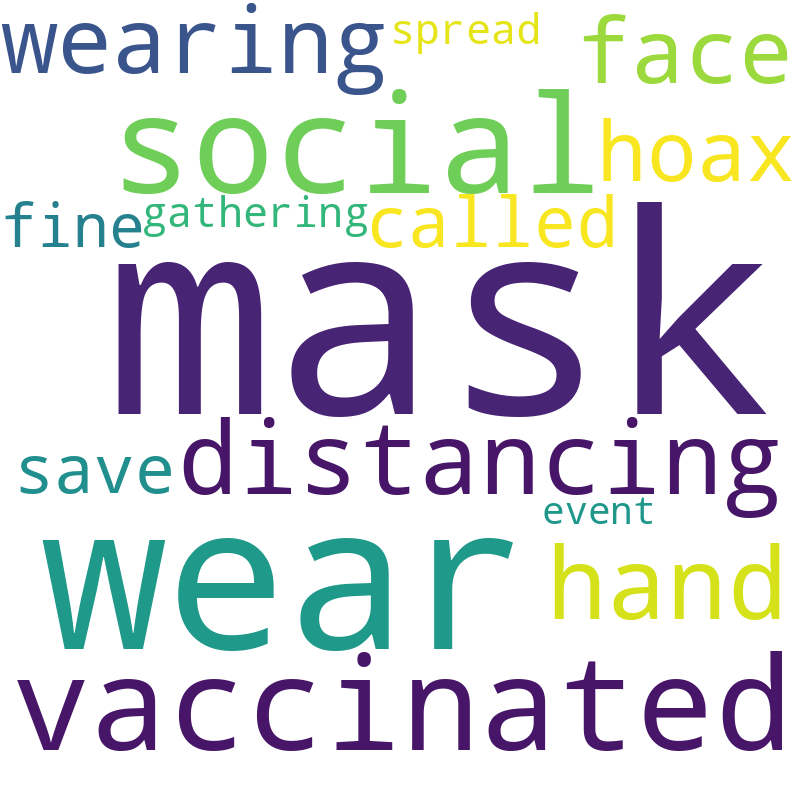 wearing spread face
social hoax
fine gathering called
mask
save distancing
event
wear hand
vaccinated